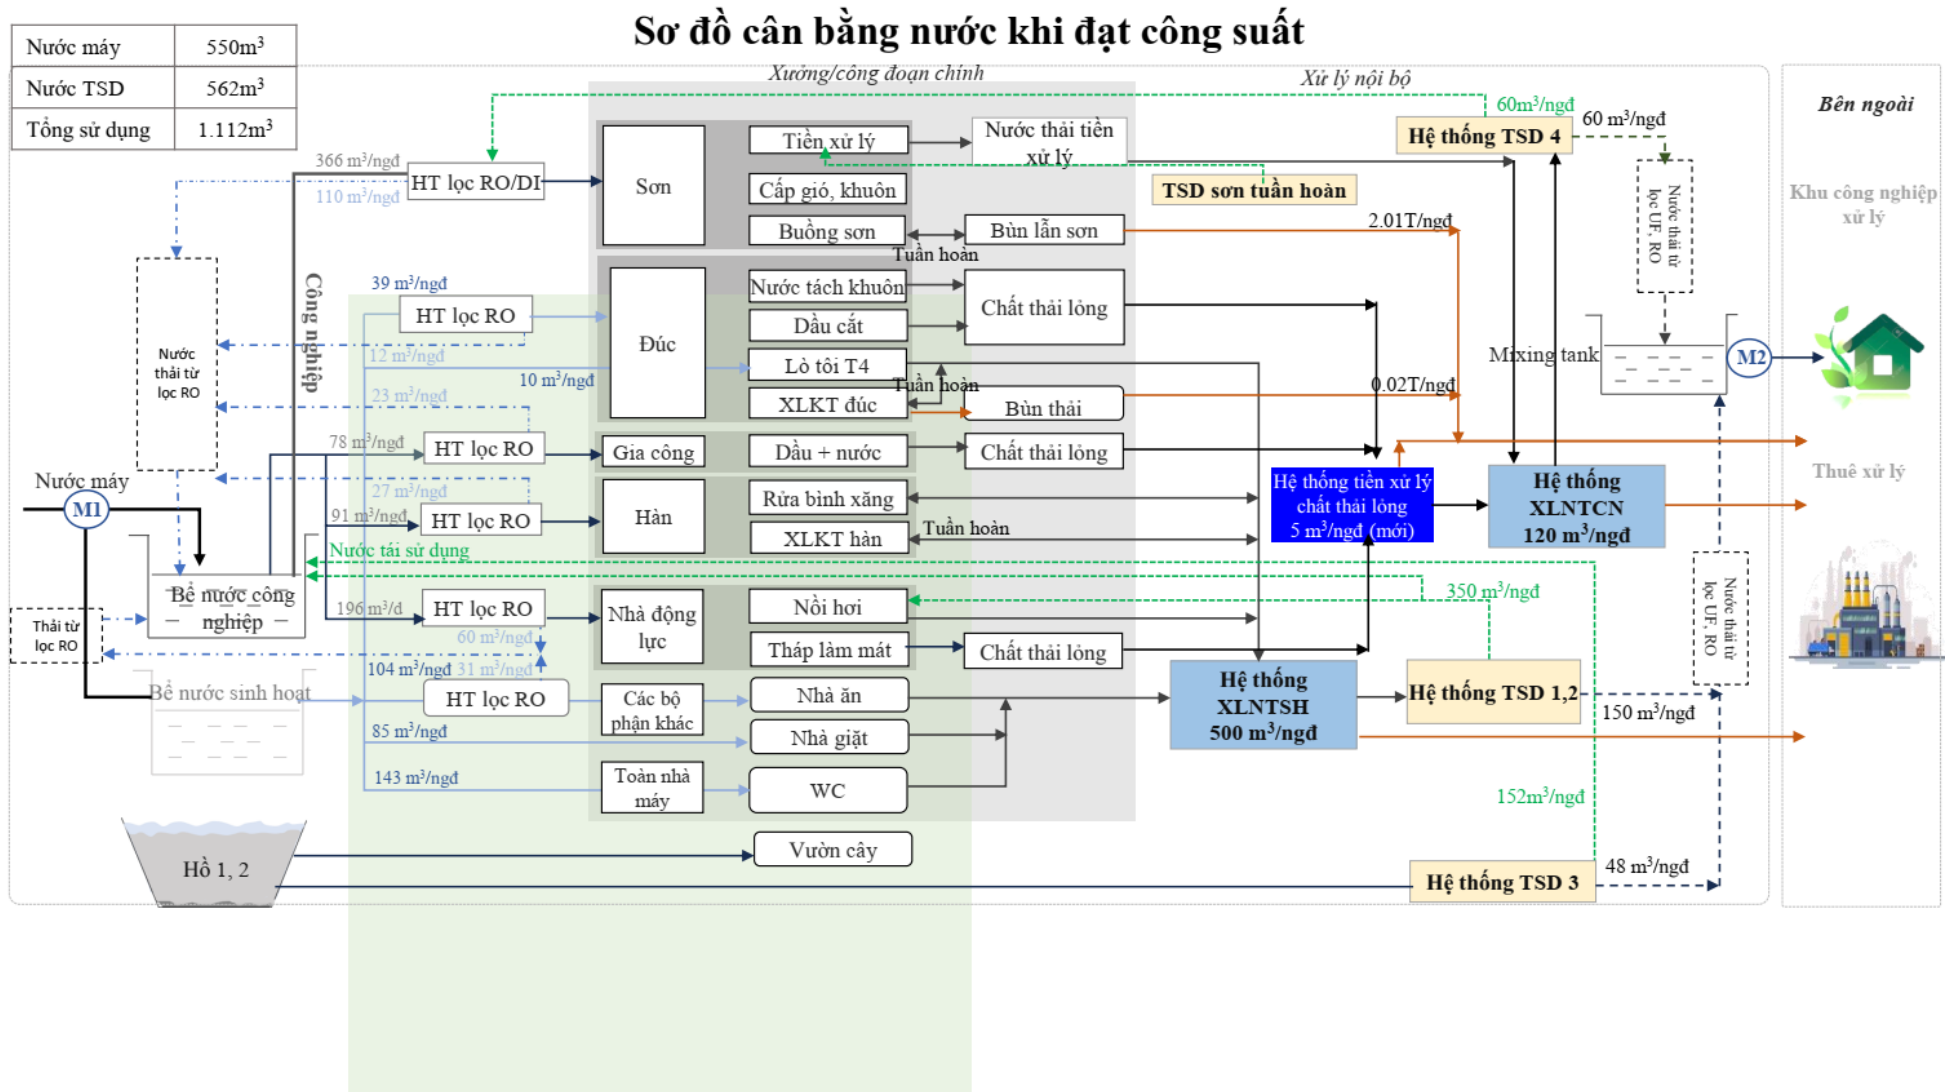 Sơ đồ cân bằng nước khi đạt công suất
Nước máy 550m³
Nước TSD 562m³
Tổng sử dụng 1.112m³
Xưởng/công đoạn chính
Xử lý nội bộ
Bên ngoài
60m³/ngđ
60 m³/ngđ
Hệ thống TSD 4
366 m³/ngđ
110 m³/ngđ
HT lọc RO/DI
Sơn
Tiền xử lý
Nước thải tiền
xử lý
Cấp gió, khuôn
TSD sơn tuần hoàn
Buồng sơn
Bùn lẫn sơn
Tuần hoàn
2.01T/ngđ
Nước thải từ
lọc UF, RO
Khu công nghiệp
xử lý
Công nghiệp
39 m³/ngđ
HT lọc RO
12 m³/ngđ
10 m³/ngđ
Đúc
Nước tách khuôn
Dầu cắt
Chất thải lỏng
Lò tôi T4
Tuần hoàn
XLKT đúc
Bùn thải
0.02T/ngđ
Mixing tank
M2
Nước
thải từ
lọc RO
23 m³/ngđ
78 m³/ngđ
HT lọc RO
Gia công
Dầu + nước
Chất thải lỏng
Thuê xử lý
Nước máy
M1
27 m³/ngđ
91 m³/ngđ
HT lọc RO
Hàn
Rửa bình xăng
XLKT hàn
Tuần hoàn
Hệ thống tiền xử lý
chất thải lỏng
5 m³/ngđ (mới)
Hệ thống
XLNTCN
120 m³/ngđ
Nước tái sử dụng
Bể nước công
nghiệp
Thải từ
lọc RO
196 m³/d
HT lọc RO
60 m³/ngđ
Nhà động
lực
Nồi hơi
Tháp làm mát
Chất thải lỏng
350 m³/ngđ
Nước thải từ
lọc UF, RO
104 m³/ngđ
31 m³/ngđ
Bể nước sinh hoạt
HT lọc RO
Các bộ
phận khác
Nhà ăn
Hệ thống
XLNTSH
500 m³/ngđ
Hệ thống TSD 1,2
150 m³/ngđ
85 m³/ngđ
Nhà giặt
143 m³/ngđ
Toàn nhà
máy
WC
152m³/ngđ
Vườn cây
Hồ 1, 2
Hệ thống TSD 3
48 m³/ngđ